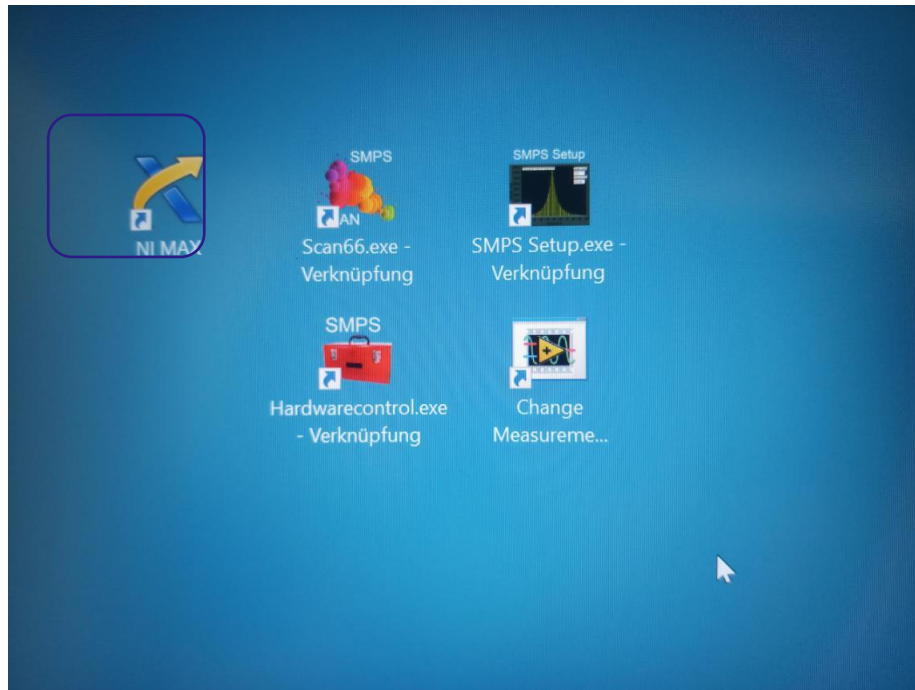 NI MAX
SMPS
AN
Scan66.exe -
Verknüpfung
SMPS Setup
SMPS Setup.exe -
Verknüpfung
SMPS
Hardwarecontrol.exe
- Verknüpfung
Change
Measureme...